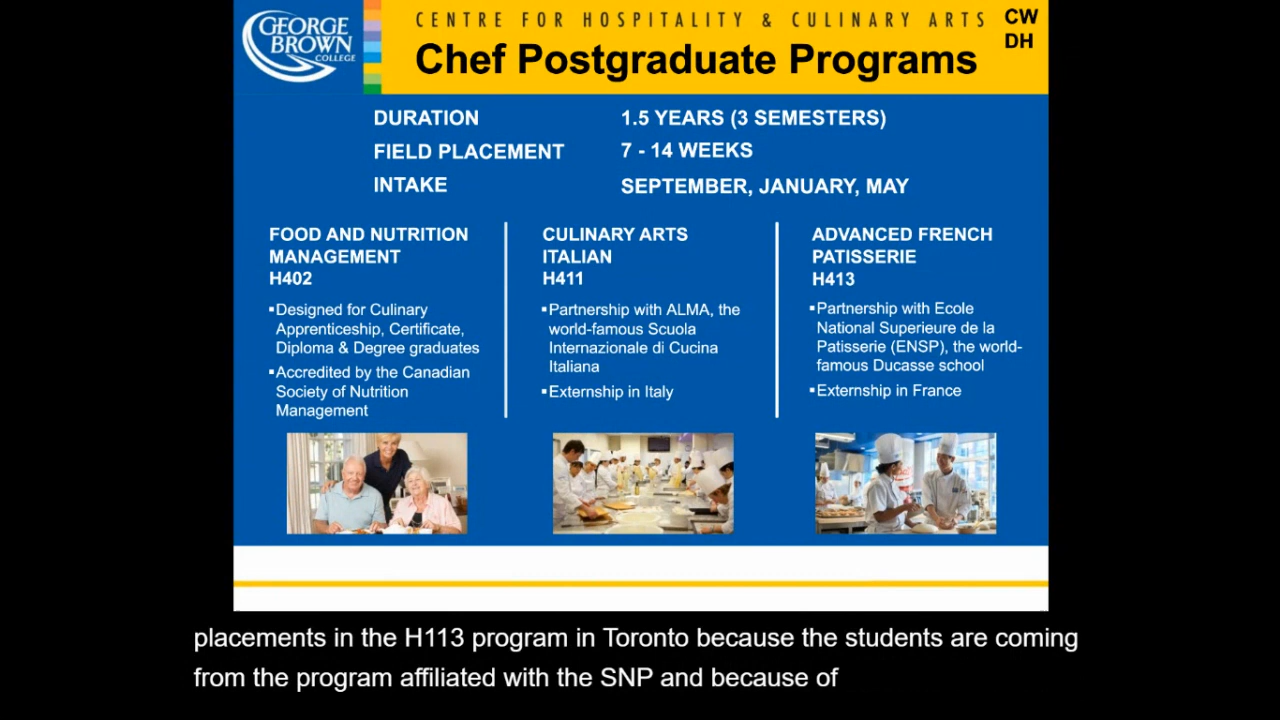 GEORGE
BROWN
COLLEGE
CENTRE FOR HOSPITALITY & CULINARY ARTS
Chef Postgraduate Programs
CW
DH
DURATION 1.5 YEARS (3 SEMESTERS)
FIELD PLACEMENT 7 - 14 WEEKS
INTAKE SEPTEMBER, JANUARY, MAY
FOOD AND NUTRITION
MANAGEMENT
H402
▪Designed for Culinary
Apprenticeship, Certificate,
Diploma & Degree graduates
▪Accredited by the Canadian
Society of Nutrition
Management
CULINARY ARTS
ITALIAN
H411
▪Partnership with ALMA, the
world-famous Scuola
Internazionale di Cucina
Italiana
▪Externship in Italy
ADVANCED FRENCH
PATISSERIE
H413
▪Partnership with Ecole
National Superieure de la
Patisserie (ENSP), the world-
famous Ducasse school
▪Externship in France
placements in the H113 program in Toronto because the students are coming
from the program affiliated with the SNP and because of